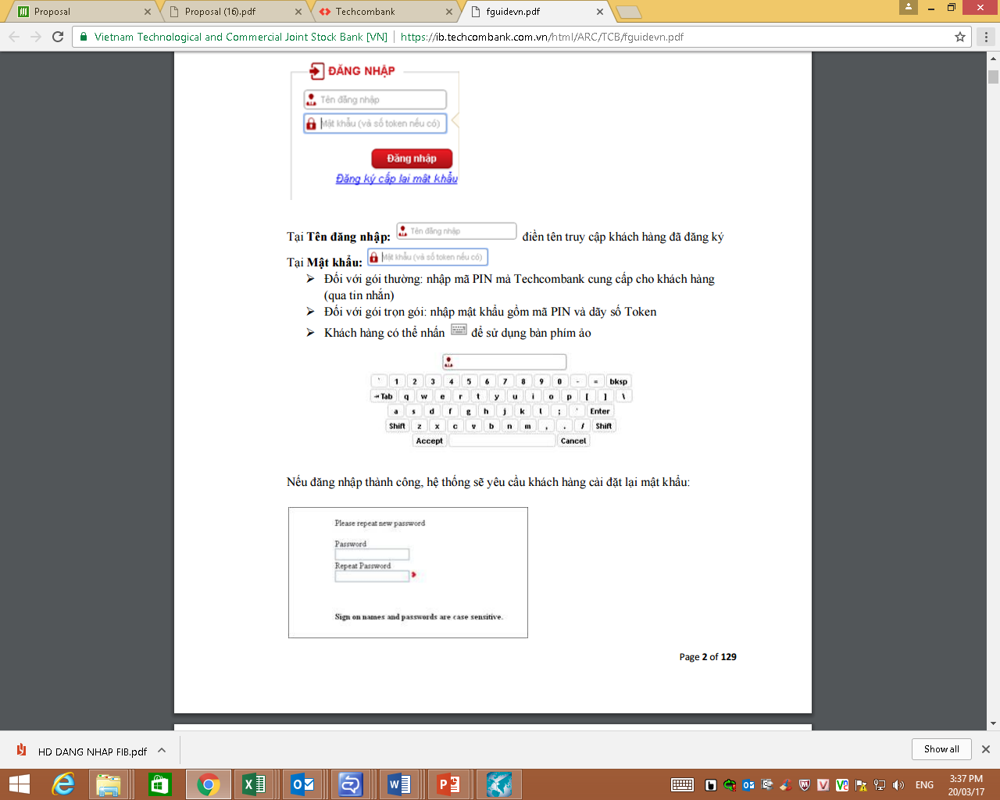 Proposal
Proposal (16).pdf
Techcombank
fguidevn.pdf
Vietnam Technological and Commercial Joint Stock Bank [VN]
https://ib.techcombank.com.vn/html/ARC/TCB/fguidevn.pdf
ĐĂNG NHẬP
Tên đăng nhập
Mật khẩu (và số token nếu có)
Đăng nhập
Đăng ký cấp lại mật khẩu
Tại Tên đăng nhập: Tên đăng nhập điền tên truy cập khách hàng đã đăng ký
Tại Mật khẩu: Mật khẩu (và số token nếu có)
➢ Đối với gói thường: nhập mã PIN mà Techcombank cung cấp cho khách hàng
(qua tin nhắn)
➢ Đối với gói trọn gói: nhập mật khẩu gồm mã PIN và dãy số Token
➢ Khách hàng có thể nhấn để sử dụng bàn phím ảo
` 1 2 3 4 5 6 7 8 9 0 - = bksp
Tab q w e r t y u i o p [ ] \
a s d f g h j k l ; ' Enter
Shift z x c v b n m , . / Shift
Accept Cancel
Nếu đăng nhập thành công, hệ thống sẽ yêu cầu khách hàng cài đặt lại mật khẩu:
Please repeat new password
Password
Repeat Password
Sign on names and passwords are case sensitive.
Page 2 of 129
HD DANG NHAP FIB.pdf
Show all
ENG
3:37 PM
20/03/17